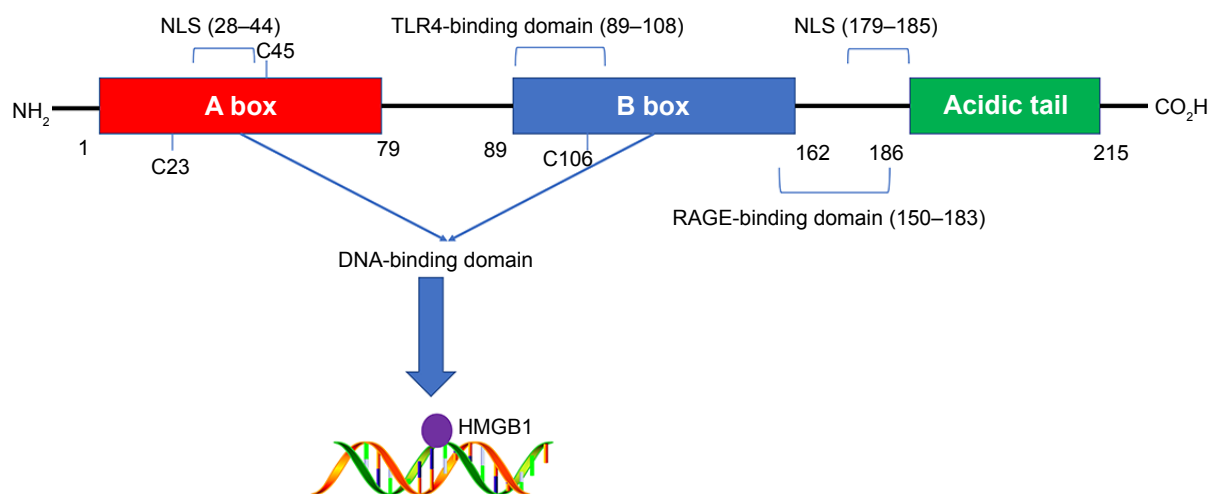 NLS (28–44)
TLR4-binding domain (89–108)
NLS (179–185)
C45
NH2
A box
B box
Acidic tail
CO2H
1
C23
79
89
C106
162
186
215
RAGE-binding domain (150–183)
DNA-binding domain
HMGB1